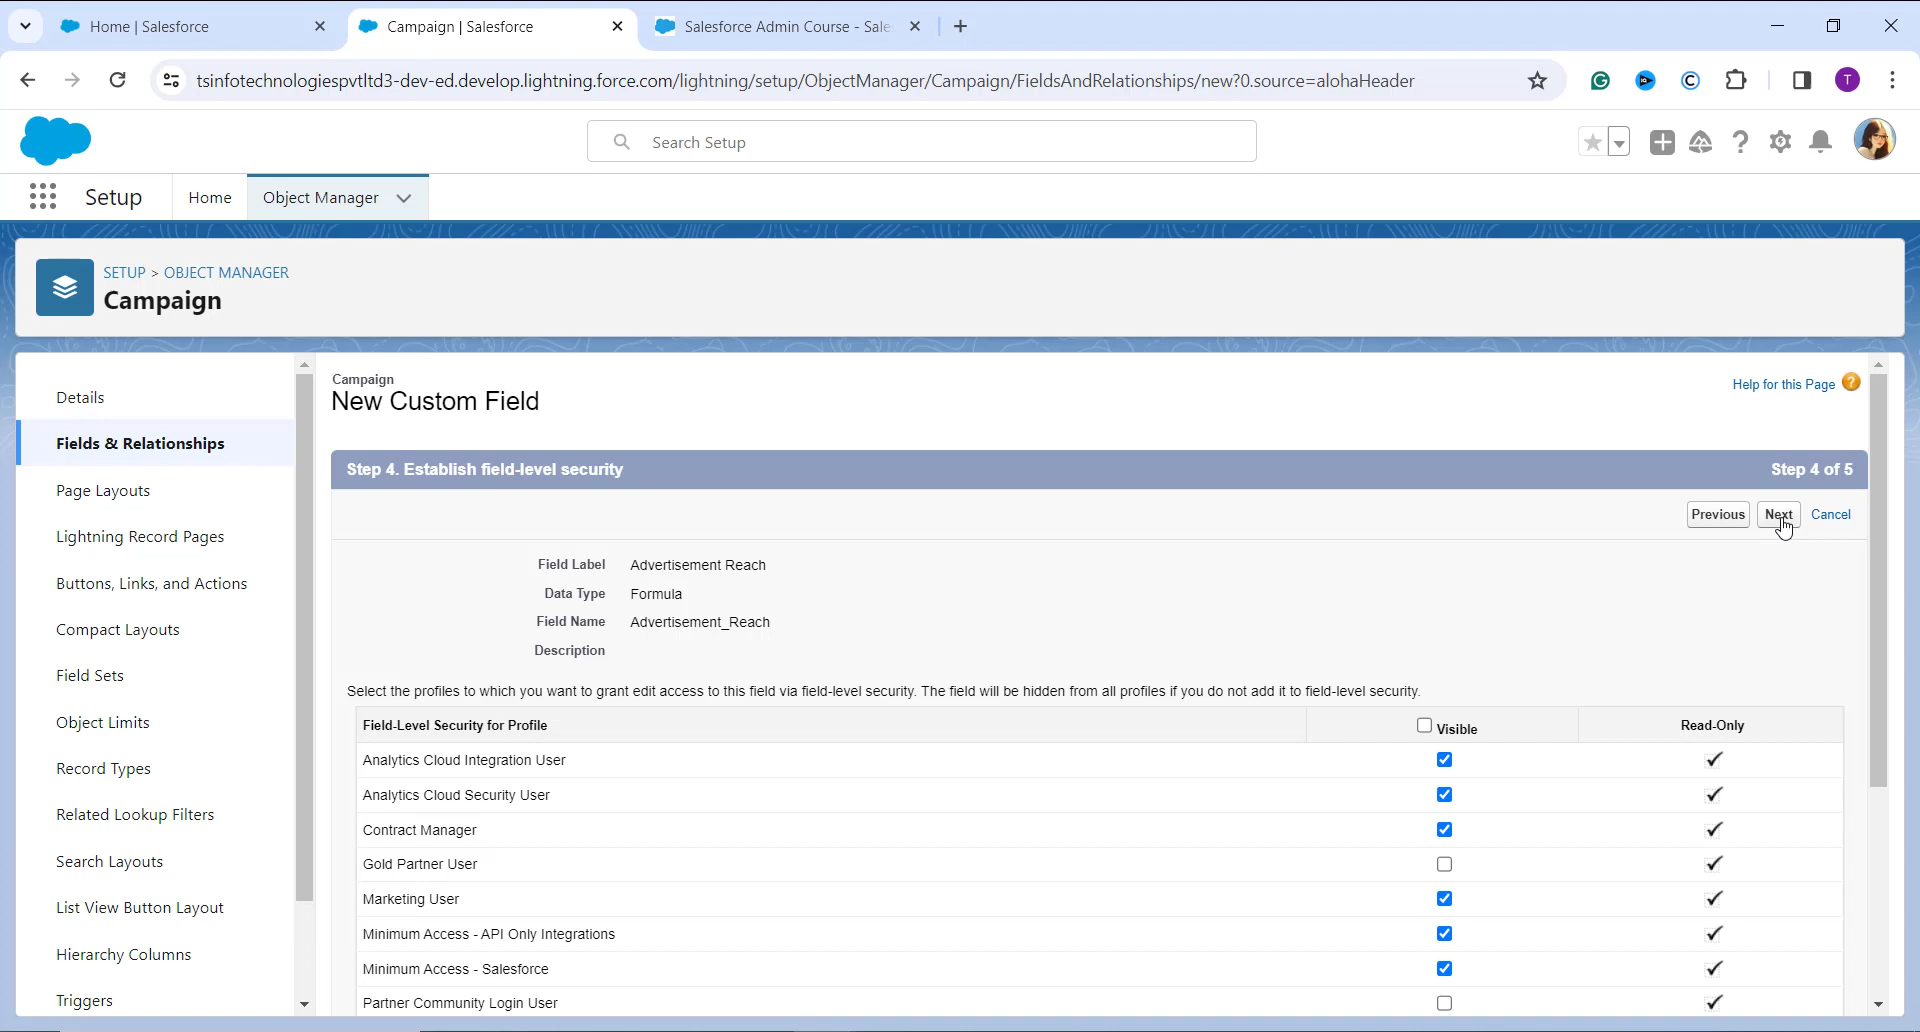 Home | Salesforce
Campaign | Salesforce
Salesforce Admin Course - Sale
tsinfotechnologiespvtltd3-dev-ed.develop.lightning.force.com/lightning/setup/ObjectManager/Campaign/FieldsAndRelationships/new?0.source=alohaHeader
T
Search Setup
Setup
Home
Object Manager
SETUP > OBJECT MANAGER
Campaign
Details
Fields & Relationships
Page Layouts
Lightning Record Pages
Buttons, Links, and Actions
Compact Layouts
Field Sets
Object Limits
Record Types
Related Lookup Filters
Search Layouts
List View Button Layout
Hierarchy Columns
Triggers
Campaign
New Custom Field
Help for this Page
Step 4. Establish field-level security
Step 4 of 5
Previous
Next
Cancel
Field Label Advertisement Reach
Data Type Formula
Field Name Advertisement_Reach
Description
Select the profiles to which you want to grant edit access to this field via field-level security. The field will be hidden from all profiles if you do not add it to field-level security.
Field-Level Security for Profile Visible Read-Only
Analytics Cloud Integration User
Analytics Cloud Security User
Contract Manager
Gold Partner User
Marketing User
Minimum Access - API Only Integrations
Minimum Access - Salesforce
Partner Community Login User